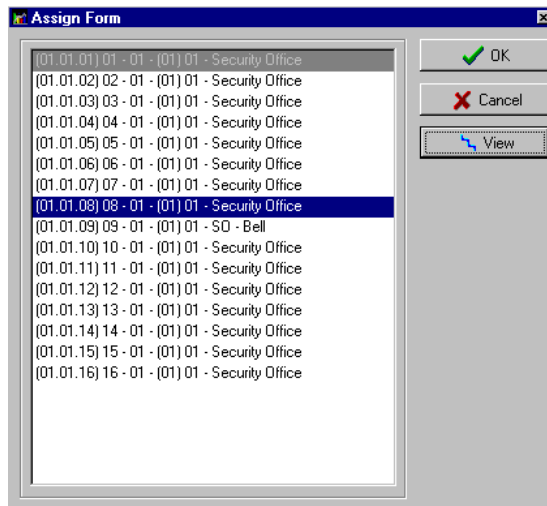 Assign Form
(01.01.01) 01 - 01 - (01) 01 - Security Office
(01.01.02) 02 - 01 - (01) 01 - Security Office
(01.01.03) 03 - 01 - (01) 01 - Security Office
(01.01.04) 04 - 01 - (01) 01 - Security Office
(01.01.05) 05 - 01 - (01) 01 - Security Office
(01.01.06) 06 - 01 - (01) 01 - Security Office
(01.01.07) 07 - 01 - (01) 01 - Security Office
(01.01.08) 08 - 01 - (01) 01 - Security Office
(01.01.09) 09 - 01 - (01) 01 - SO - Bell
(01.01.10) 10 - 01 - (01) 01 - Security Office
(01.01.11) 11 - 01 - (01) 01 - Security Office
(01.01.12) 12 - 01 - (01) 01 - Security Office
(01.01.13) 13 - 01 - (01) 01 - Security Office
(01.01.14) 14 - 01 - (01) 01 - Security Office
(01.01.15) 15 - 01 - (01) 01 - Security Office
(01.01.16) 16 - 01 - (01) 01 - Security Office
OK
Cancel
View